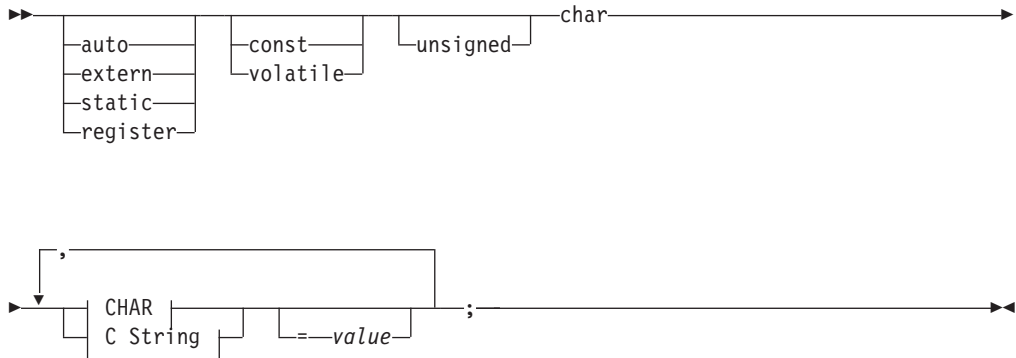 char
auto const unsigned
extern volatile
static
register
,
CHAR ;
C String =value